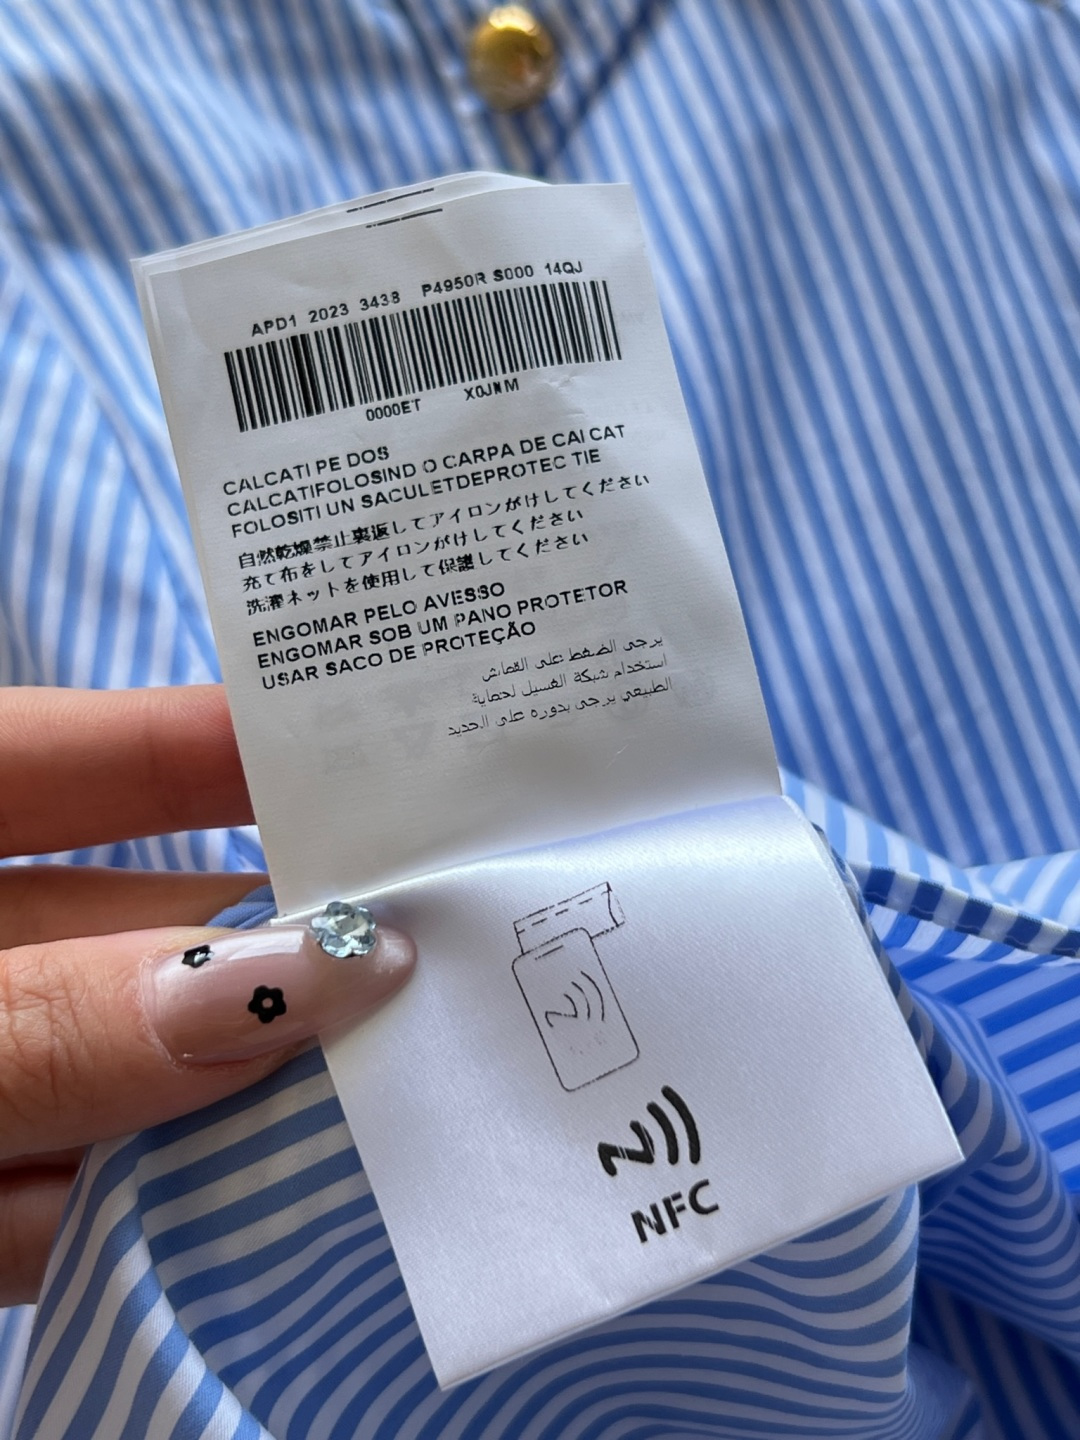 APD1 2023 3438 P4950R S000 14QJ
0000ET X0JNM
CALCATI PE DOS
CALCATIFOLOSIND O CARPA DE CAI CAT
FOLOSITI UN SACULETDEPROTEC TIE
自然乾燥禁止裏返してアイロンがけしてください
充て布をしてアイロンがけしてください
洗濯ネットを使用して保護してください
ENGOMAR PELO AVESSO
ENGOMAR SOB UM PANO PROTETOR
USAR SACO DE PROTEÇÃO
يرجى الضغط على القماش
استخدام شبكة الغسيل لحماية
الطبيعي يرجى بدوره على الحديد
NFC